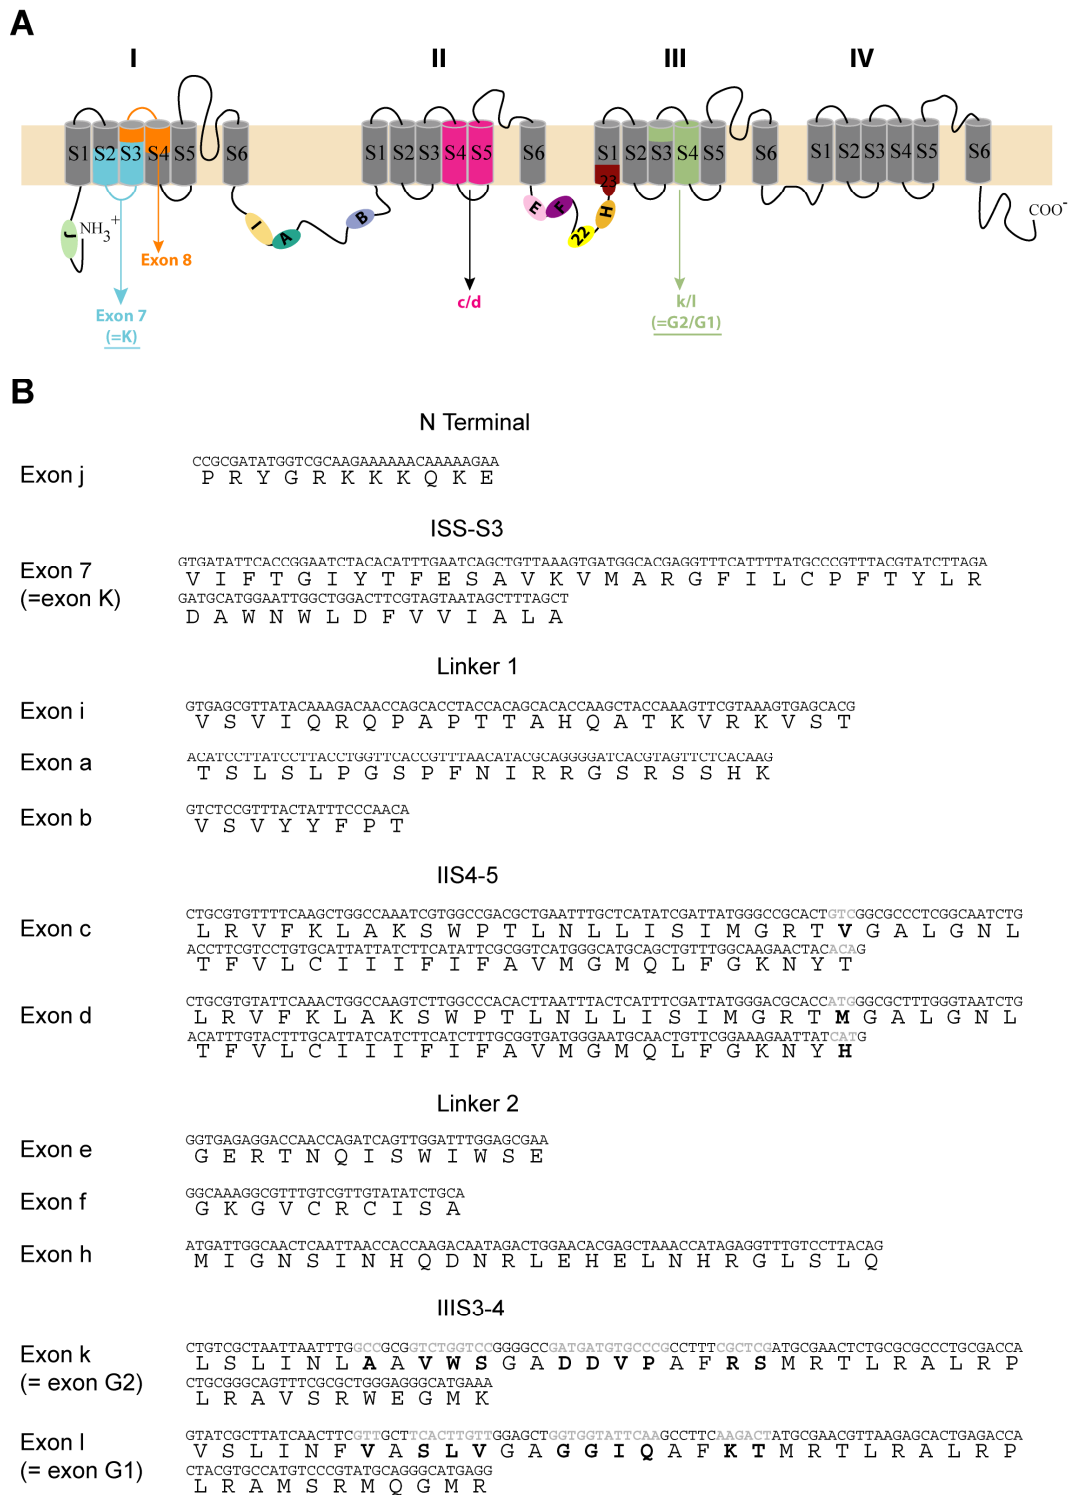 A
I II III IV
S1 S2 S3 S4 S5 S6 S1 S2 S3 S4 S5 S6 S1 S2 S3 S4 S5 S6 S1 S2 S3 S4 S5 S6
23
J NH3+ I A B E F 22 H COO-
Exon 8
Exon 7
(=K)
c/d
k/l
(=G2/G1)
B
N Terminal
CCGCGATATGGTCGCAAGAAAAAACAAAAAGAA
Exon j
P R Y G R K K K Q K E
ISS-S3
GTGATATTCACCGGAATCTACACATTTGAATCAGCTGTTAAAGTGATGGCACGAGGTTTCATTTTATGCCCGTTTACGTATCTTAGA
Exon 7
V I F T G I Y T F E S A V K V M A R G F I L C P F T Y L R
(=exon K)
GATGCATGGAATTGGCTGGACTTCGTAGTAATAGCTTTAGCT
D A W N W L D F V V I A L A
Linker 1
GTGAGCGTTATACAAAGACAACCAGCACCTACCACAGCACACCAAGCTACCAAAGTTCGTAAAGTGAGCACG
Exon i
V S V I Q R Q P A P T T A H Q A T K V R K V S T
ACATCCTTATCCTTACCTGGTTCACCGTTTAACATACGCAGGGGATCACGTAGTTCTCACAAG
Exon a
T S L S L P G S P F N I R R G S R S S H K
GTCTCCGTTTACTATTTCCCAACA
Exon b
V S V Y Y F P T
IIS4-5
CTGCGTGTTTTCAAGCTGGCCAAATCGTGGCCGACGCTGAATTTGCTCATATCGATTATGGGCCGCACTGTCGGCGCCCTCGGCAATCTG
Exon c
L R V F K L A K S W P T L N L L I S I M G R T V G A L G N L
ACCTTCGTCCTGTGCATTATTATCTTCATATTCGCGGTCATGGGCATGCAGCTGTTTGGCAAGAACTACACAG
T F V L C I I I F I F A V M G M Q L F G K N Y T
CTGCGTGTATTCAAACTGGCCAAGTCTTGGCCCACACTTAATTTACTCATTTCGATTATGGGACGCACCATGGGCGCTTTGGGTAATCTG
Exon d
L R V F K L A K S W P T L N L L I S I M G R T M G A L G N L
ACATTTGTACTTTGCATTATCATCTTCATCTTTGCGGTGATGGGAATGCAACTGTTCGGAAAGAATTATCATG
T F V L C I I I F I F A V M G M Q L F G K N Y H
Linker 2
GGTGAGAGGACCAACCAGATCAGTTGGATTTGGAGCGAA
Exon e
G E R T N Q I S W I W S E
GGCAAAGGCGTTTGTCGTTGTATATCTGCA
Exon f
G K G V C R C I S A
ATGATTGGCAACTCAATTAACCACCAAGACAATAGACTGGAACACGAGCTAAACCATAGAGGTTTGTCCTTACAG
Exon h
M I G N S I N H Q D N R L E H E L N H R G L S L Q
IIIS3-4
CTGTCGCTAATTAATTTGGCCGCGGTCTGGTCCGGGGCCGATGATGTGCCCGCCTTTCGCTCGATGCGAACTCTGCGCGCCCTGCGACCA
Exon k
L S L I N L A A V W S G A D D V P A F R S M R T L R A L R P
(= exon G2)
CTGCGGGCAGTTTCGCGCTGGGAGGGCATGAAA
L R A V S R W E G M K
GTATCGCTTATCAACTTCGTTGCTTCACTTGTTGGAGCTGGTGGTATTCAAGCCTTCAAGACTATGCGAACGTTAAGAGCACTGAGACCA
Exon l
V S L I N F V A S L V G A G G I Q A F K T M R T L R A L R P
(= exon G1)
CTACGTGCCATGTCCCGTATGCAGGGCATGAGG
L R A M S R M Q G M R